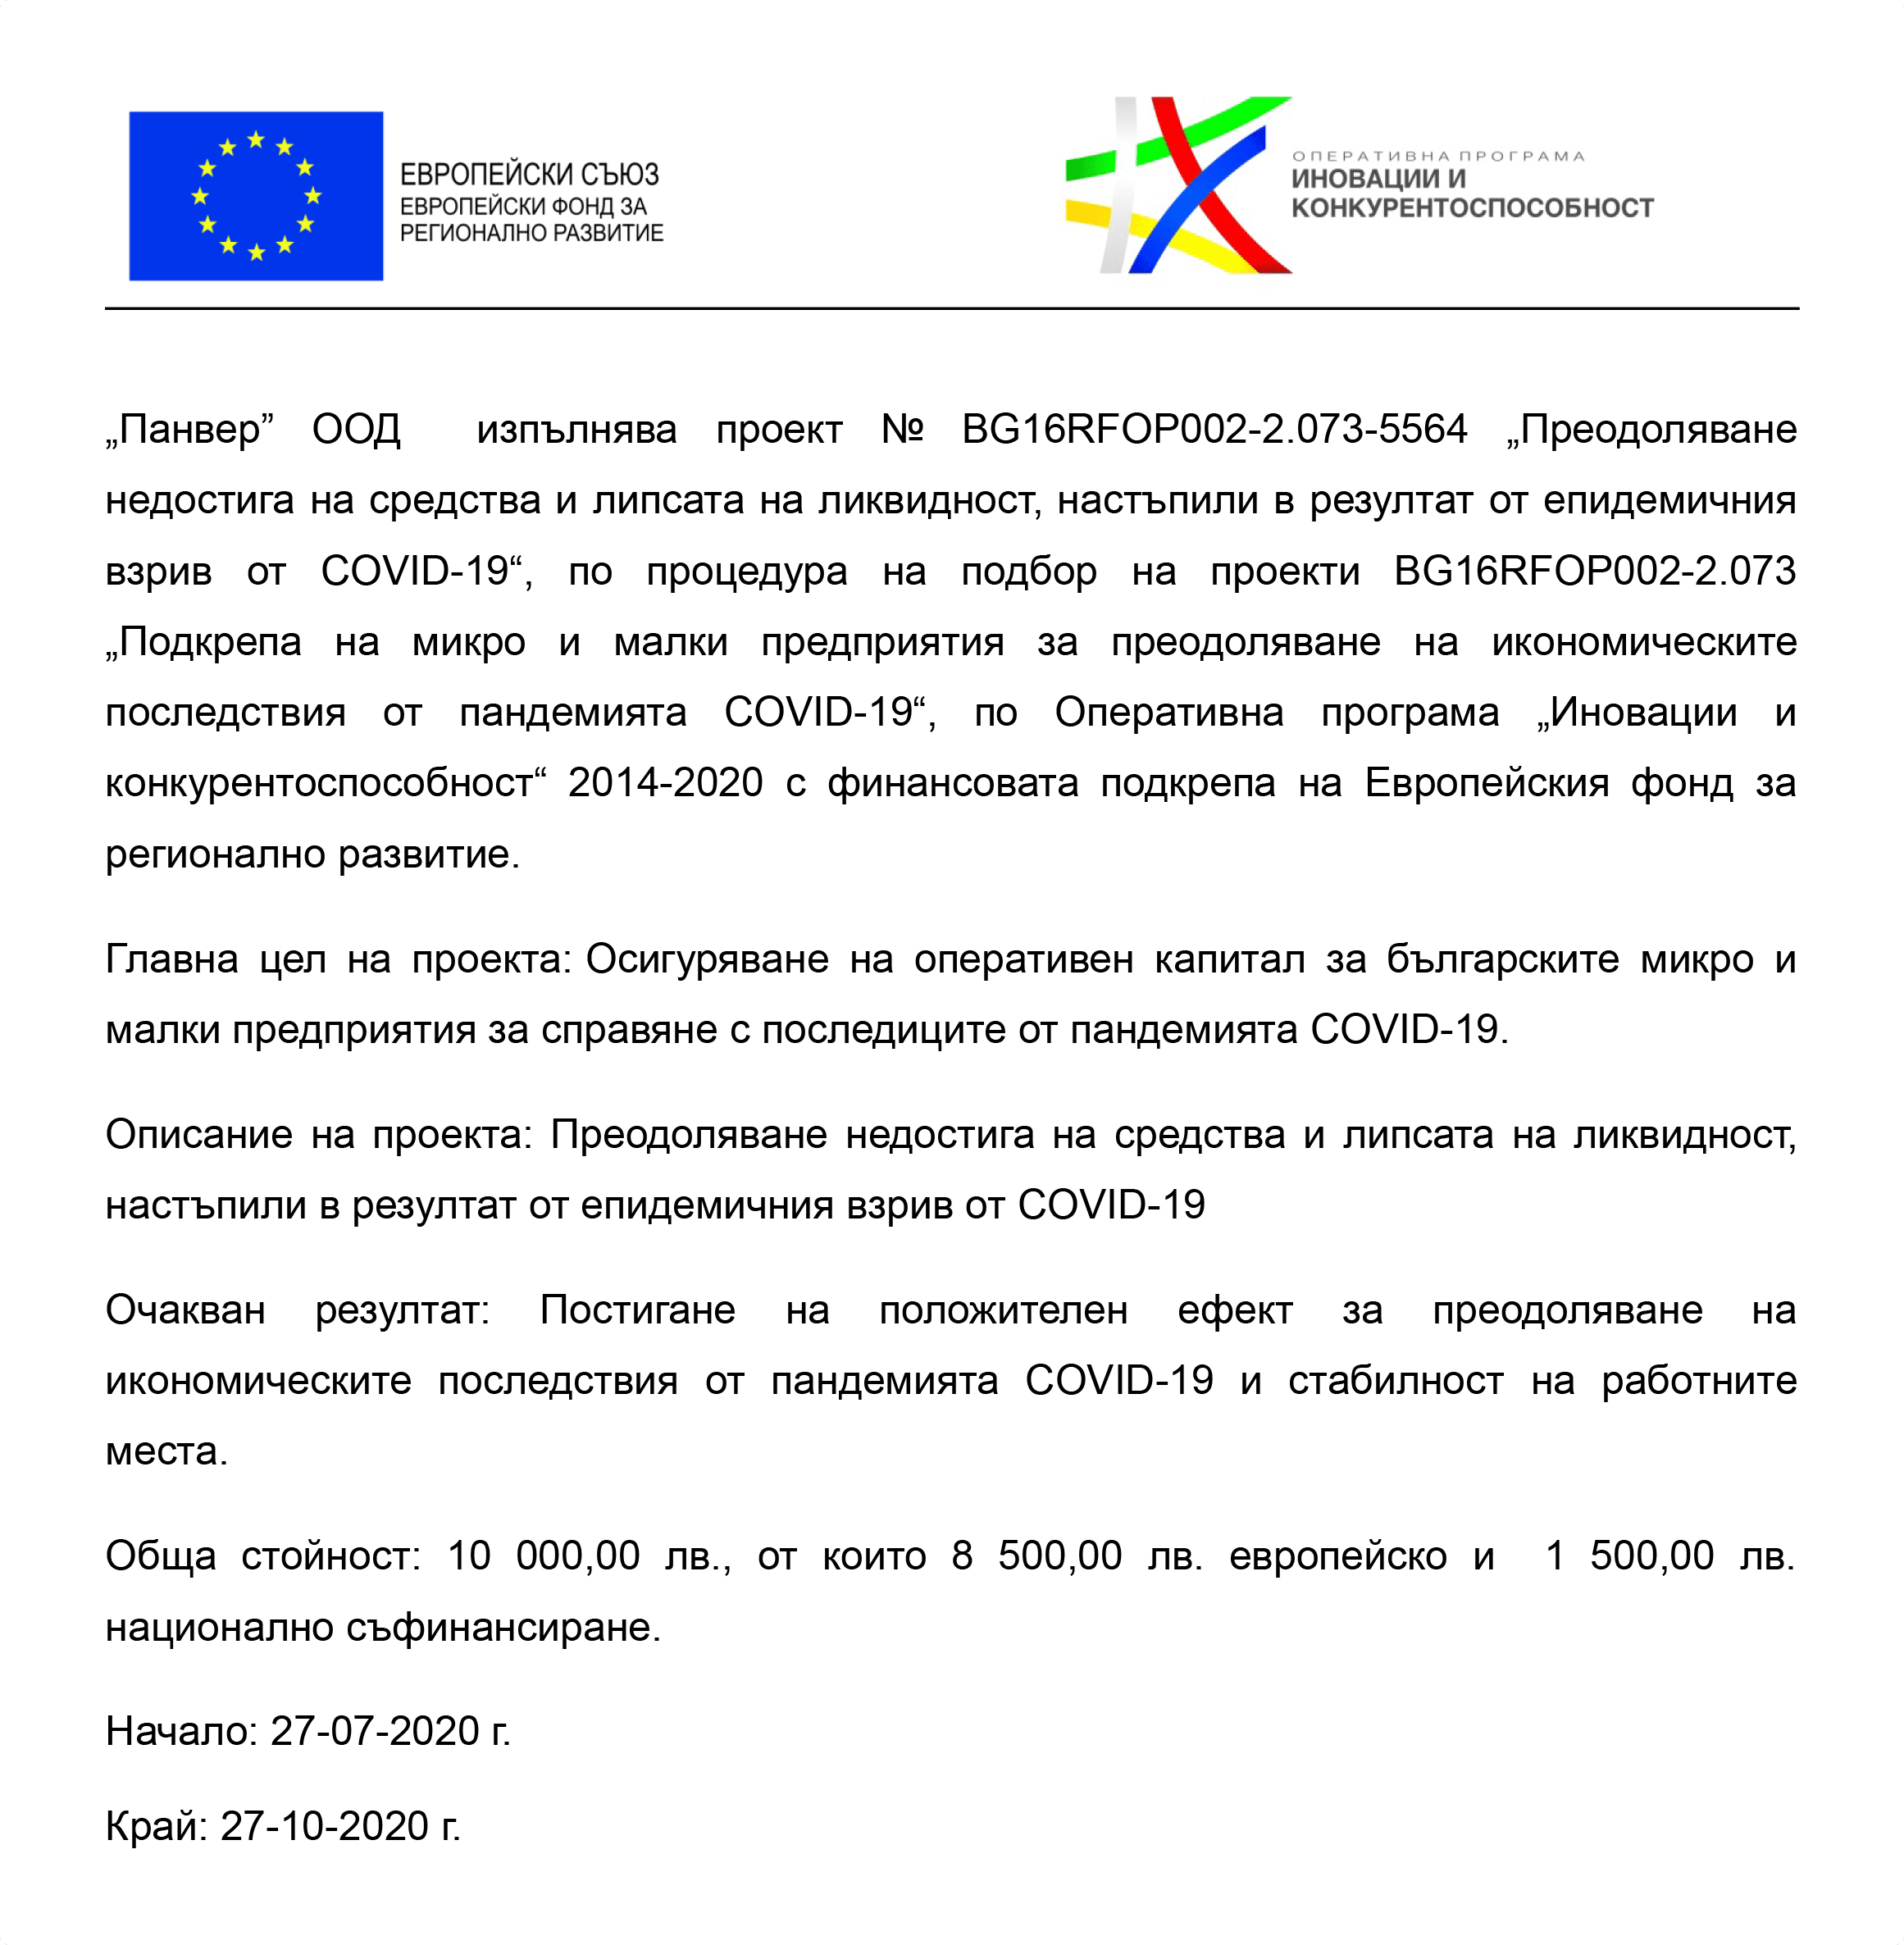 ЕВРОПЕЙСКИ СЪЮЗ
ЕВРОПЕЙСКИ ФОНД ЗА
РЕГИОНАЛНО РАЗВИТИЕ
ОПЕРАТИВНА ПРОГРАМА
ИНОВАЦИИ И
КОНКУРЕНТОСПОСОБНОСТ
„Панвер” ООД изпълнява проект № BG16RFOP002-2.073-5564 „Преодоляване
недостига на средства и липсата на ликвидност, настъпили в резултат от епидемичния
взрив от COVID-19“, по процедура на подбор на проекти BG16RFOP002-2.073
„Подкрепа на микро и малки предприятия за преодоляване на икономическите
последствия от пандемията COVID-19“, по Оперативна програма „Иновации и
конкурентоспособност“ 2014-2020 с финансовата подкрепа на Европейския фонд за
регионално развитие.
Главна цел на проекта: Осигуряване на оперативен капитал за българските микро и
малки предприятия за справяне с последиците от пандемията COVID-19.
Описание на проекта: Преодоляване недостига на средства и липсата на ликвидност,
настъпили в резултат от епидемичния взрив от COVID-19
Очакван резултат: Постигане на положителен ефект за преодоляване на
икономическите последствия от пандемията COVID-19 и стабилност на работните
места.
Обща стойност: 10 000,00 лв., от които 8 500,00 лв. европейско и 1 500,00 лв.
национално съфинансиране.
Начало: 27-07-2020 г.
Край: 27-10-2020 г.